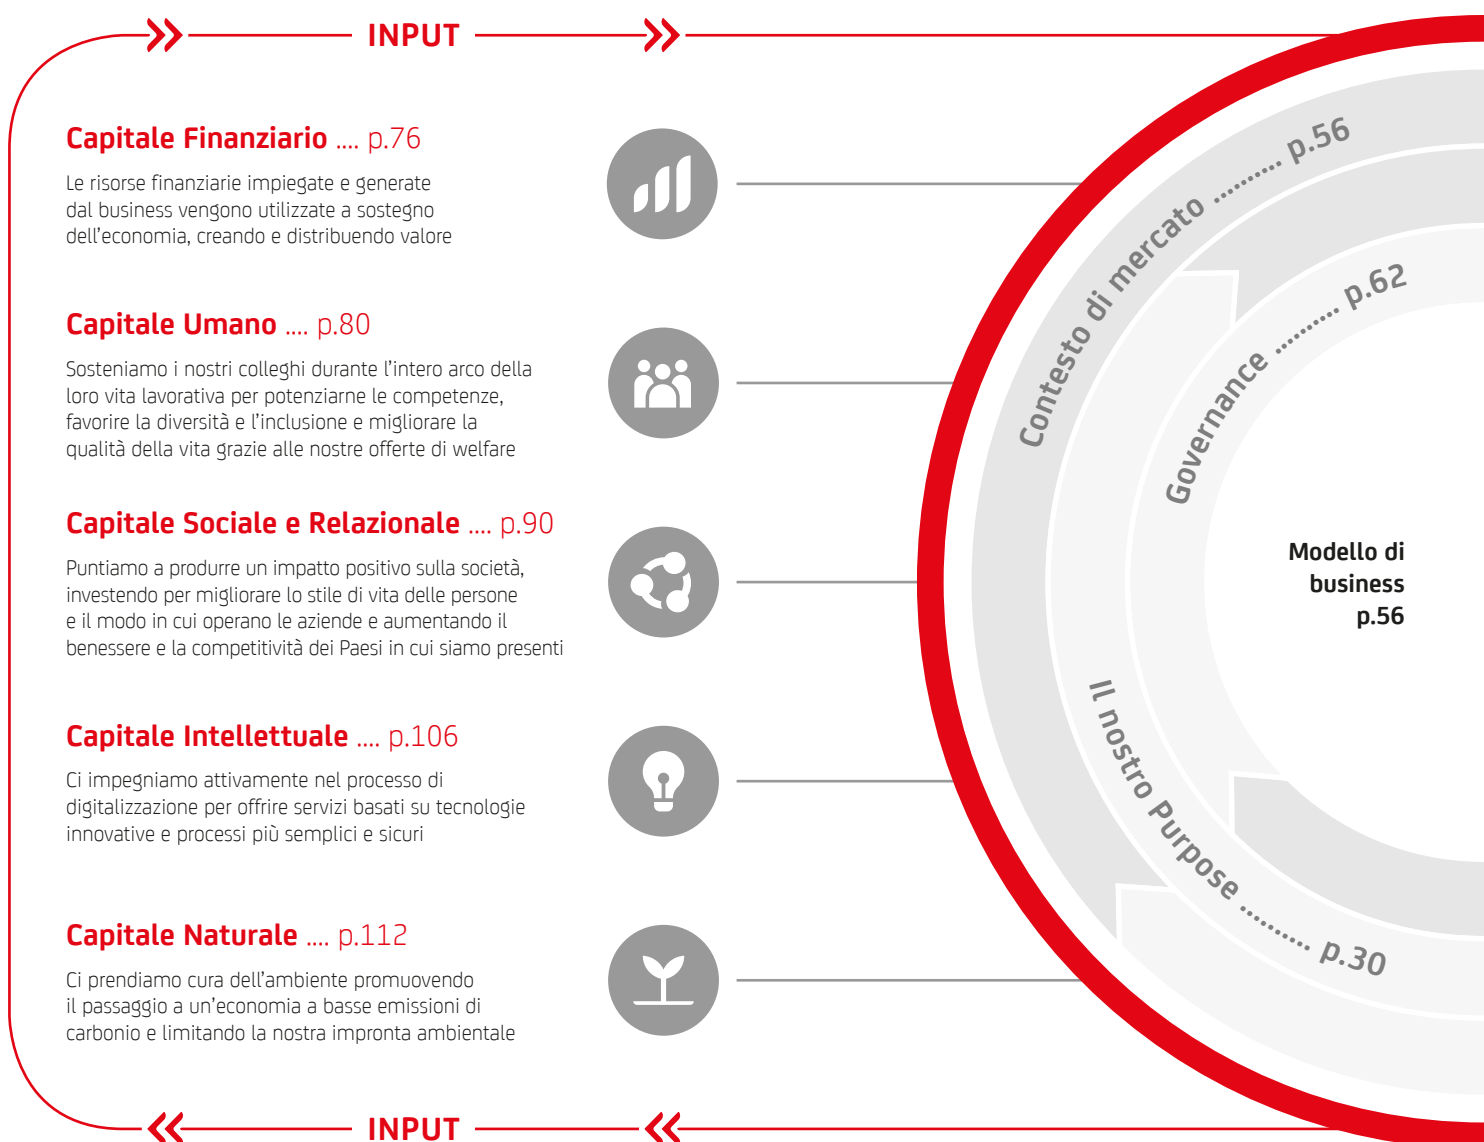 INPUT
Capitale Finanziario .... p.76
Le risorse finanziarie impiegate e generate
dal business vengono utilizzate a sostegno
dell'economia, creando e distribuendo valore
Capitale Umano .... p.80
Sosteniamo i nostri colleghi durante l'intero arco della
loro vita lavorativa per potenziarne le competenze,
favorire la diversità e l'inclusione e migliorare la
qualità della vita grazie alle nostre offerte di welfare
Capitale Sociale e Relazionale .... p.90
Puntiamo a produrre un impatto positivo sulla società,
investendo per migliorare lo stile di vita delle persone
e il modo in cui operano le aziende e aumentando il
benessere e la competitività dei Paesi in cui siamo presenti
Capitale Intellettuale .... p.106
Ci impegniamo attivamente nel processo di
digitalizzazione per offrire servizi basati su tecnologie
innovative e processi più semplici e sicuri
Capitale Naturale .... p.112
Ci prendiamo cura dell'ambiente promuovendo
il passaggio a un'economia a basse emissioni di
carbonio e limitando la nostra impronta ambientale
INPUT
Contesto di mercato .......... p.56
Governance .......... p.62
Modello di
business
p.56
Il nostro Purpose .......... p.30